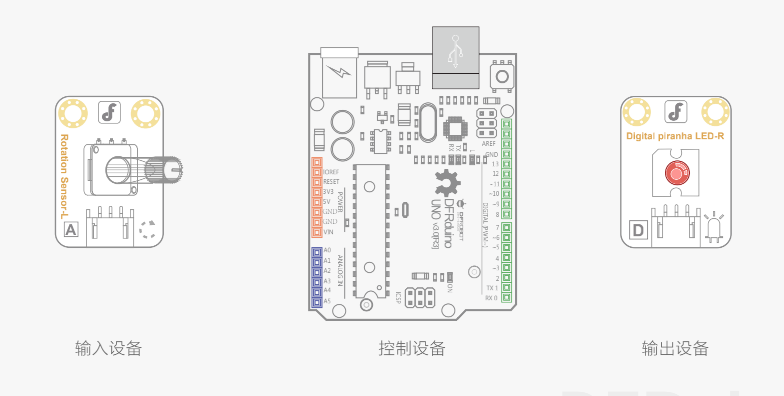 Rotation Sensor-L
A
IOREF
RESET
3V3
5V
GND
GND
VIN
POWER
A0
A1
A2
A3
A4
A5
ANALOG IN
AREF
GND
13
12
~11
~10
~9
8
7
~6
~5
4
~3
2
TX 1
RX 0
DIGITAL (PWM~)
TX
RX
L
DFRduino
UNO v3.0[R3]
ON
ICSP
Digital piranha LED-R
D
输入设备
控制设备
输出设备